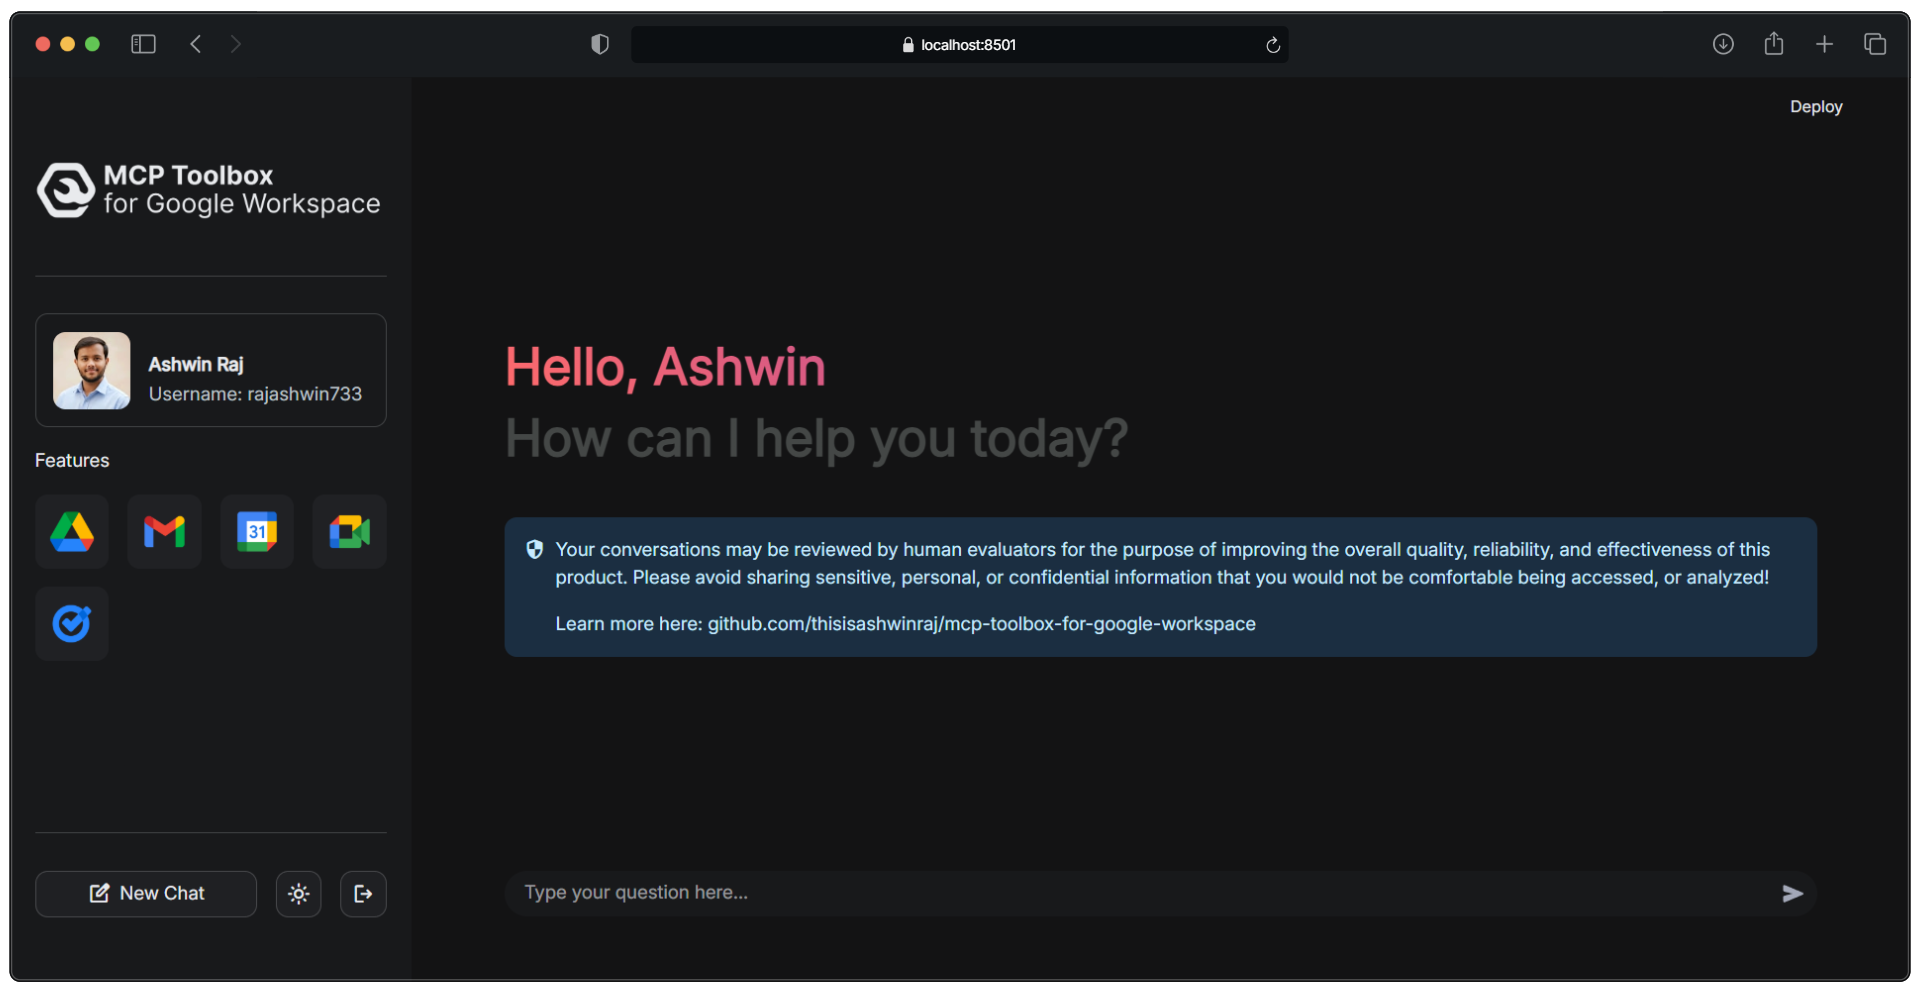 localhost:8501
Deploy
MCP Toolbox
for Google Workspace
Ashwin Raj
Username: rajashwin733
Features
31
New Chat
Hello, Ashwin
How can I help you today?
Your conversations may be reviewed by human evaluators for the purpose of improving the overall quality, reliability, and effectiveness of this
product. Please avoid sharing sensitive, personal, or confidential information that you would not be comfortable being accessed, or analyzed!
Learn more here: github.com/thisisashwinraj/mcp-toolbox-for-google-workspace
Type your question here...